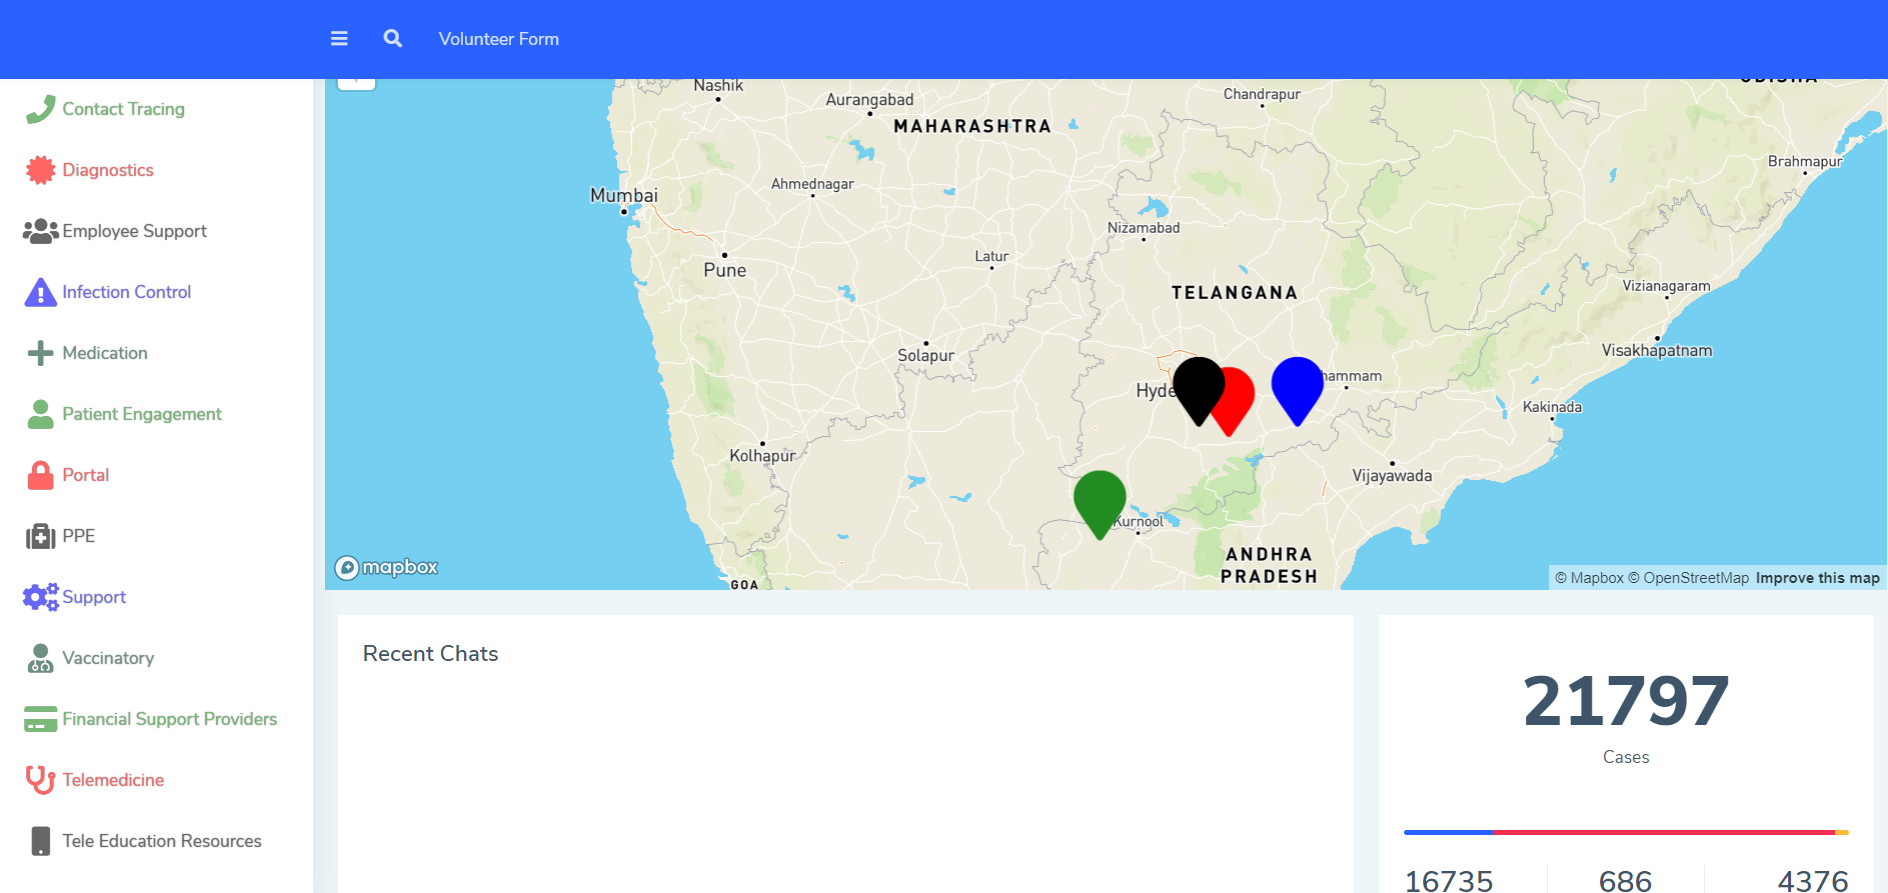 Volunteer Form
Contact Tracing
Diagnostics
Employee Support
Infection Control
Medication
Patient Engagement
Portal
PPE
Support
Vaccinatory
Financial Support Providers
Telemedicine
Tele Education Resources
Nashik
Aurangabad
Chandrapur
MAHARASHTRA
Brahmapur
Ahmednagar
Mumbai
Nizamabad
Latur
Pune
TELANGANA
Vizianagaram
Solapur
Visakhapatnam
Kakinada
Kolhapur
Vijayawada
Kurnool
ANDHRA
PRADESH
GOA
mapbox
© Mapbox © OpenStreetMap Improve this map
Recent Chats
21797
Cases
16735 686 4376